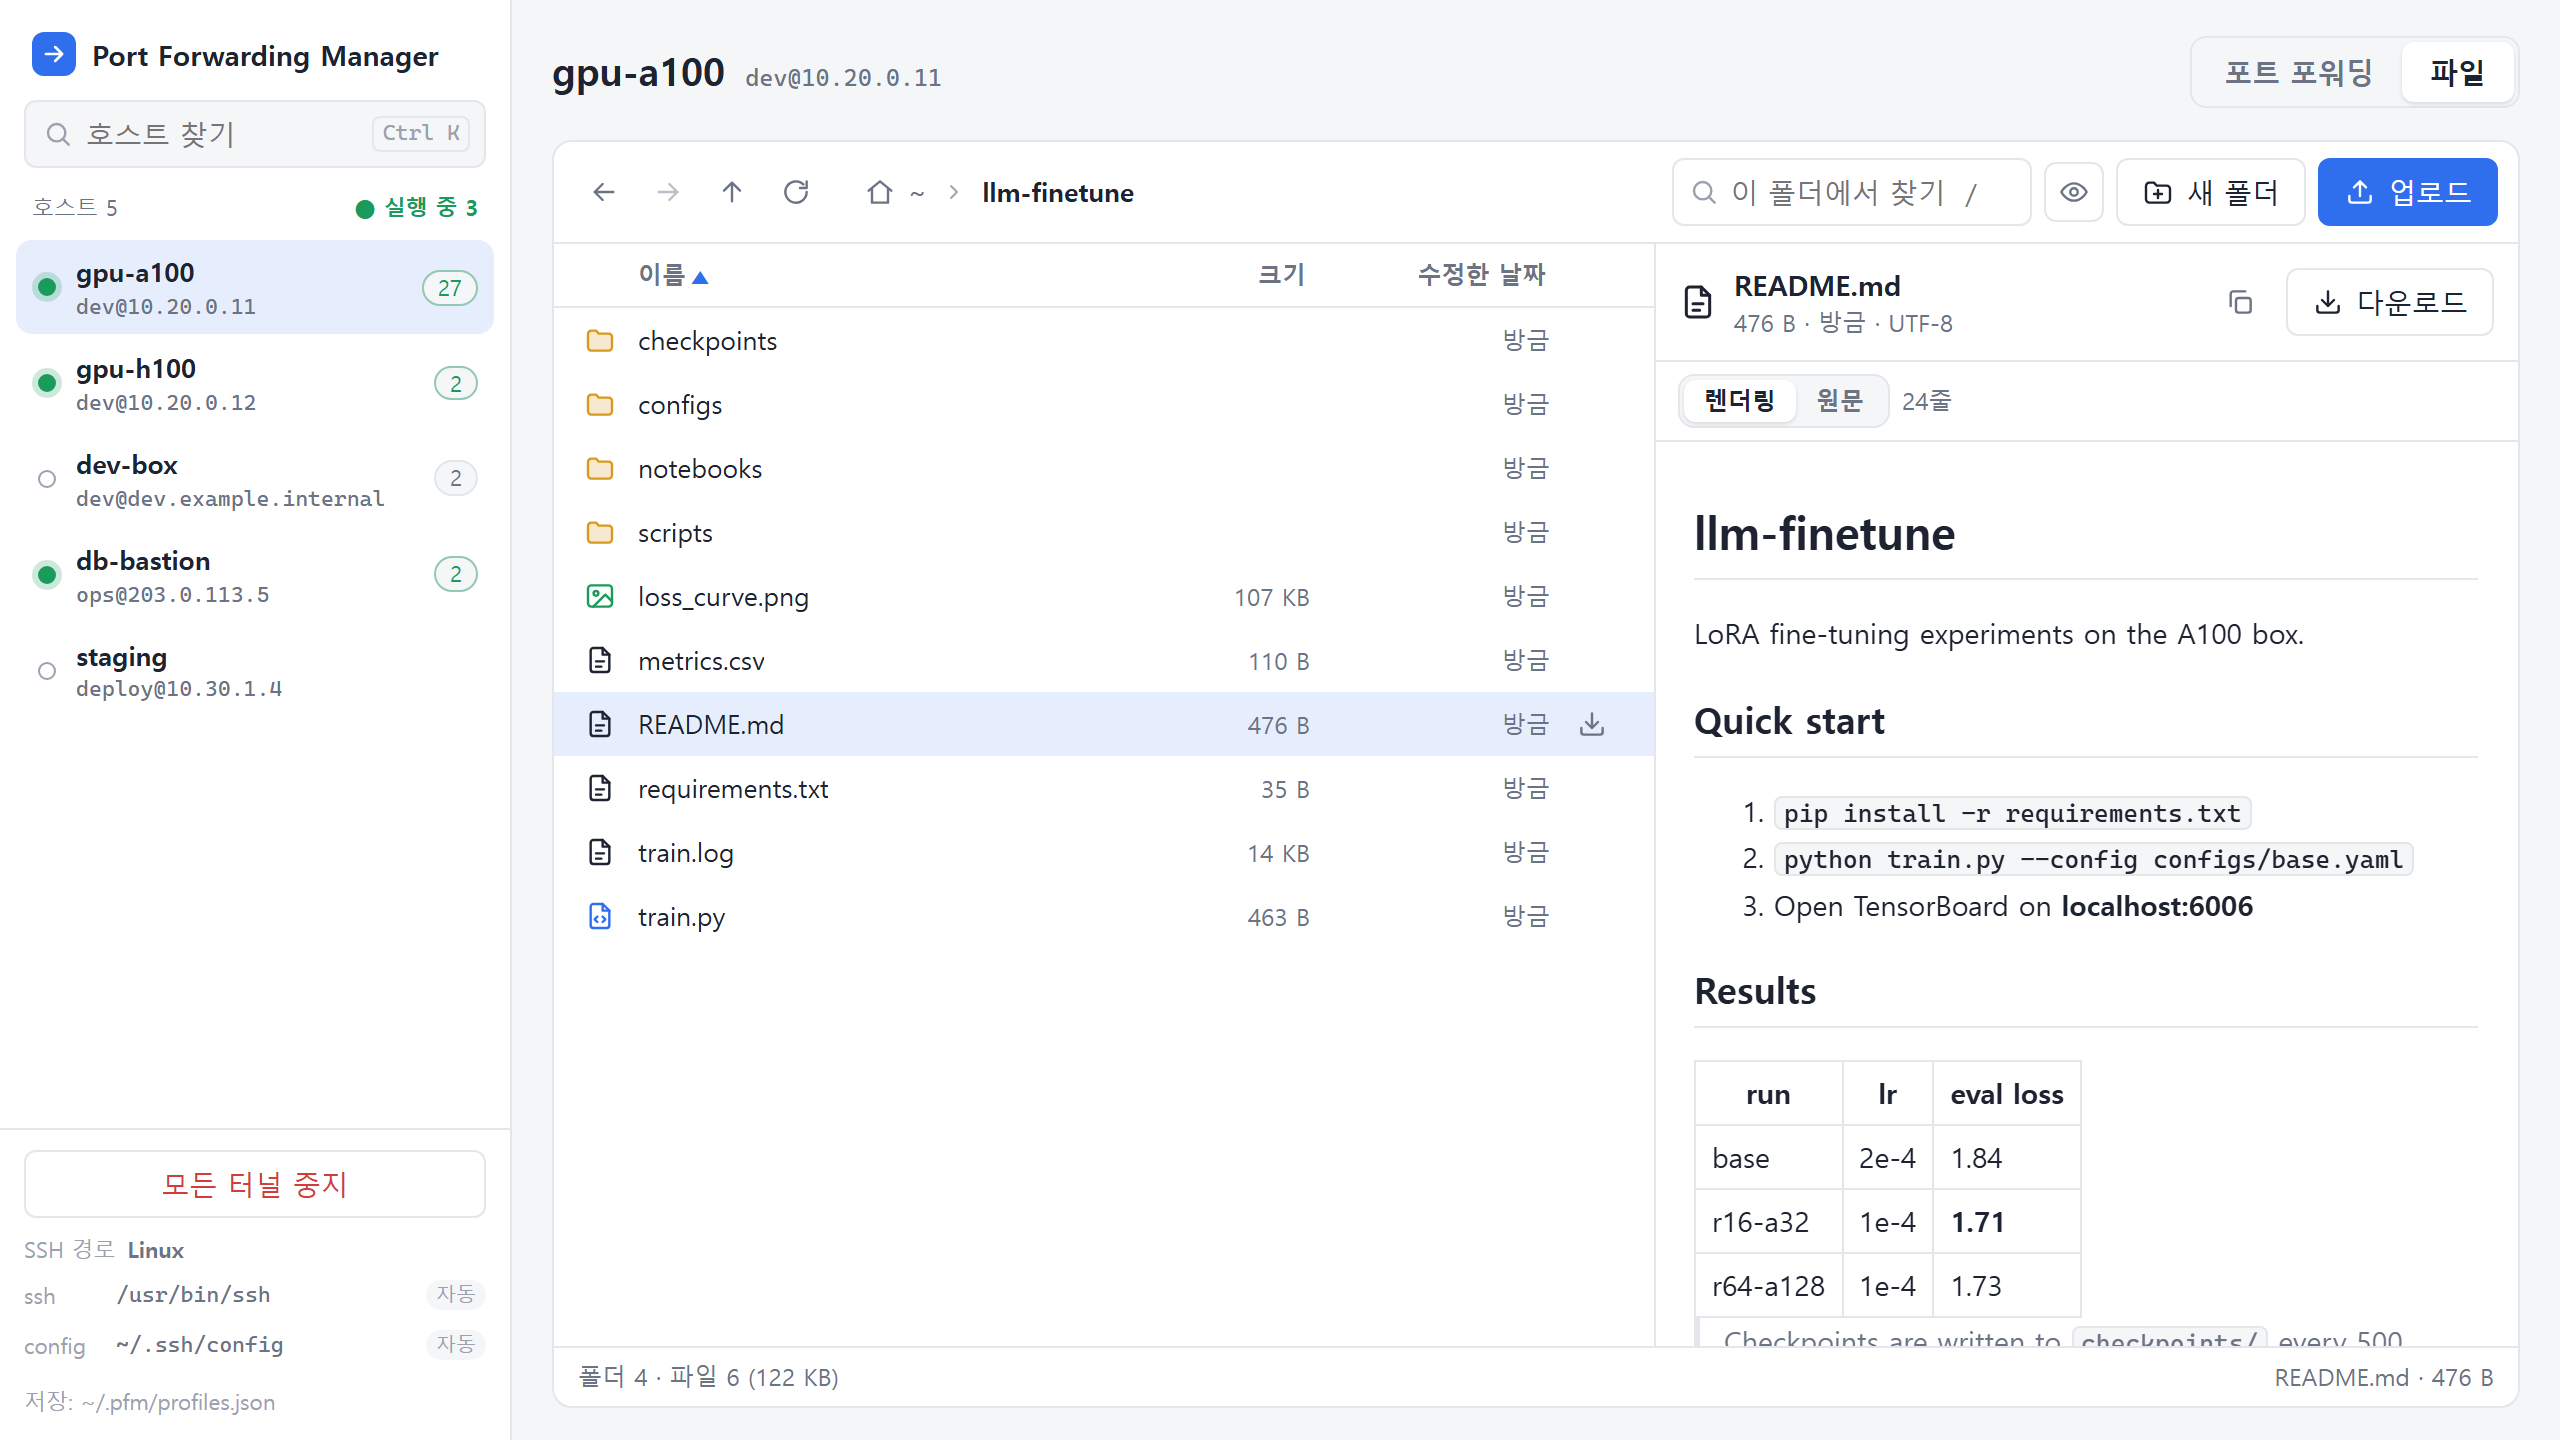 Port Forwarding Manager
호스트 찾기 Ctrl K
호스트 5 실행 중 3
gpu-a100
dev@10.20.0.11
27
gpu-h100
dev@10.20.0.12
2
dev-box
dev@dev.example.internal
2
db-bastion
ops@203.0.113.5
2
staging
deploy@10.30.1.4
모든 터널 중지
SSH 경로 Linux
ssh /usr/bin/ssh 자동
config ~/.ssh/config 자동
저장: ~/.pfm/profiles.json
gpu-a100 dev@10.20.0.11
포트 포워딩 파일
~ llm-finetune
이 폴더에서 찾기 /
새 폴더
업로드
이름 크기 수정한 날짜
checkpoints 방금
configs 방금
notebooks 방금
scripts 방금
loss_curve.png 107 KB 방금
metrics.csv 110 B 방금
README.md 476 B 방금
requirements.txt 35 B 방금
train.log 14 KB 방금
train.py 463 B 방금
README.md
476 B · 방금 · UTF-8
다운로드
렌더링 원문 24줄
llm-finetune
LoRA fine-tuning experiments on the A100 box.
Quick start
1. pip install -r requirements.txt
2. python train.py --config configs/base.yaml
3. Open TensorBoard on localhost:6006
Results
run lr eval loss
base 2e-4 1.84
r16-a32 1e-4 1.71
r64-a128 1e-4 1.73
Checkpoints are written to checkpoints/ every 500
폴더 4 · 파일 6 (122 KB)
README.md · 476 B